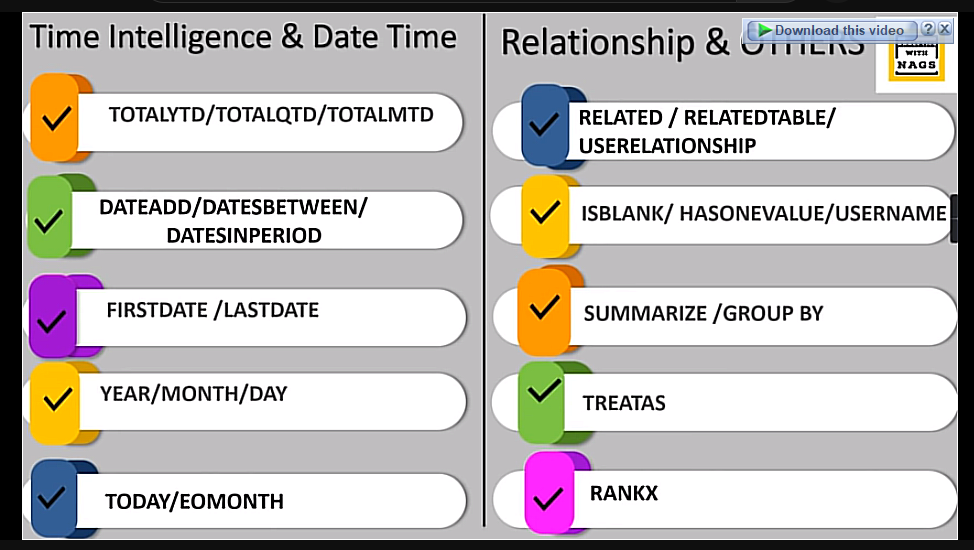 Time Intelligence & Date Time
TOTALYTD/TOTALQTD/TOTALMTD
DATEADD/DATESBETWEEN/
DATESINPERIOD
FIRSTDATE /LASTDATE
YEAR/MONTH/DAY
TODAY/EOMONTH
Relationship & OTHERS
Download this video
? X
WITH
NAGS
RELATED / RELATEDTABLE/
USERELATIONSHIP
ISBLANK/ HASONEVALUE/USERNAME
SUMMARIZE /GROUP BY
TREATAS
RANKX